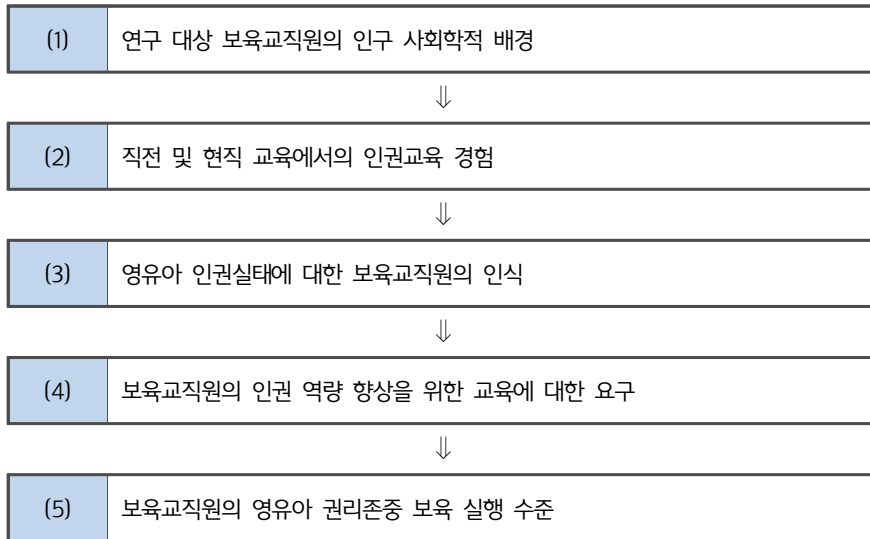 (1) 연구 대상 보육교직원의 인구 사회학적 배경
⇓
(2) 직전 및 현직 교육에서의 인권교육 경험
⇓
(3) 영유아 인권실태에 대한 보육교직원의 인식
⇓
(4) 보육교직원의 인권 역량 향상을 위한 교육에 대한 요구
⇓
(5) 보육교직원의 영유아 권리존중 보육 실행 수준